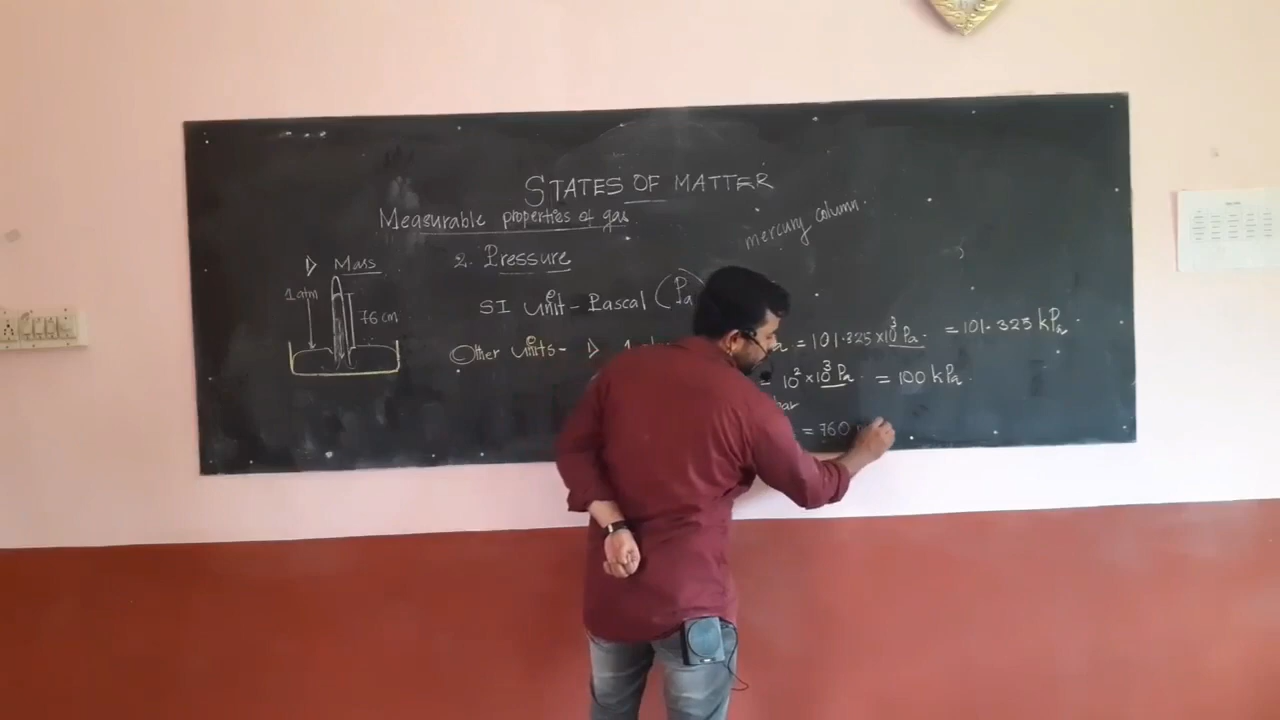 STATES OF MATTER
Measurable properties of gas
mercury column.
Mass
2. Pressure
1 atm
76 cm
SI unit - Pascal (Pa
Other units -
= 101.325 × 10³ Pa. = 101.325 kPa.
= 10² × 10³ Pa. = 100 kPa.
bar
= 760